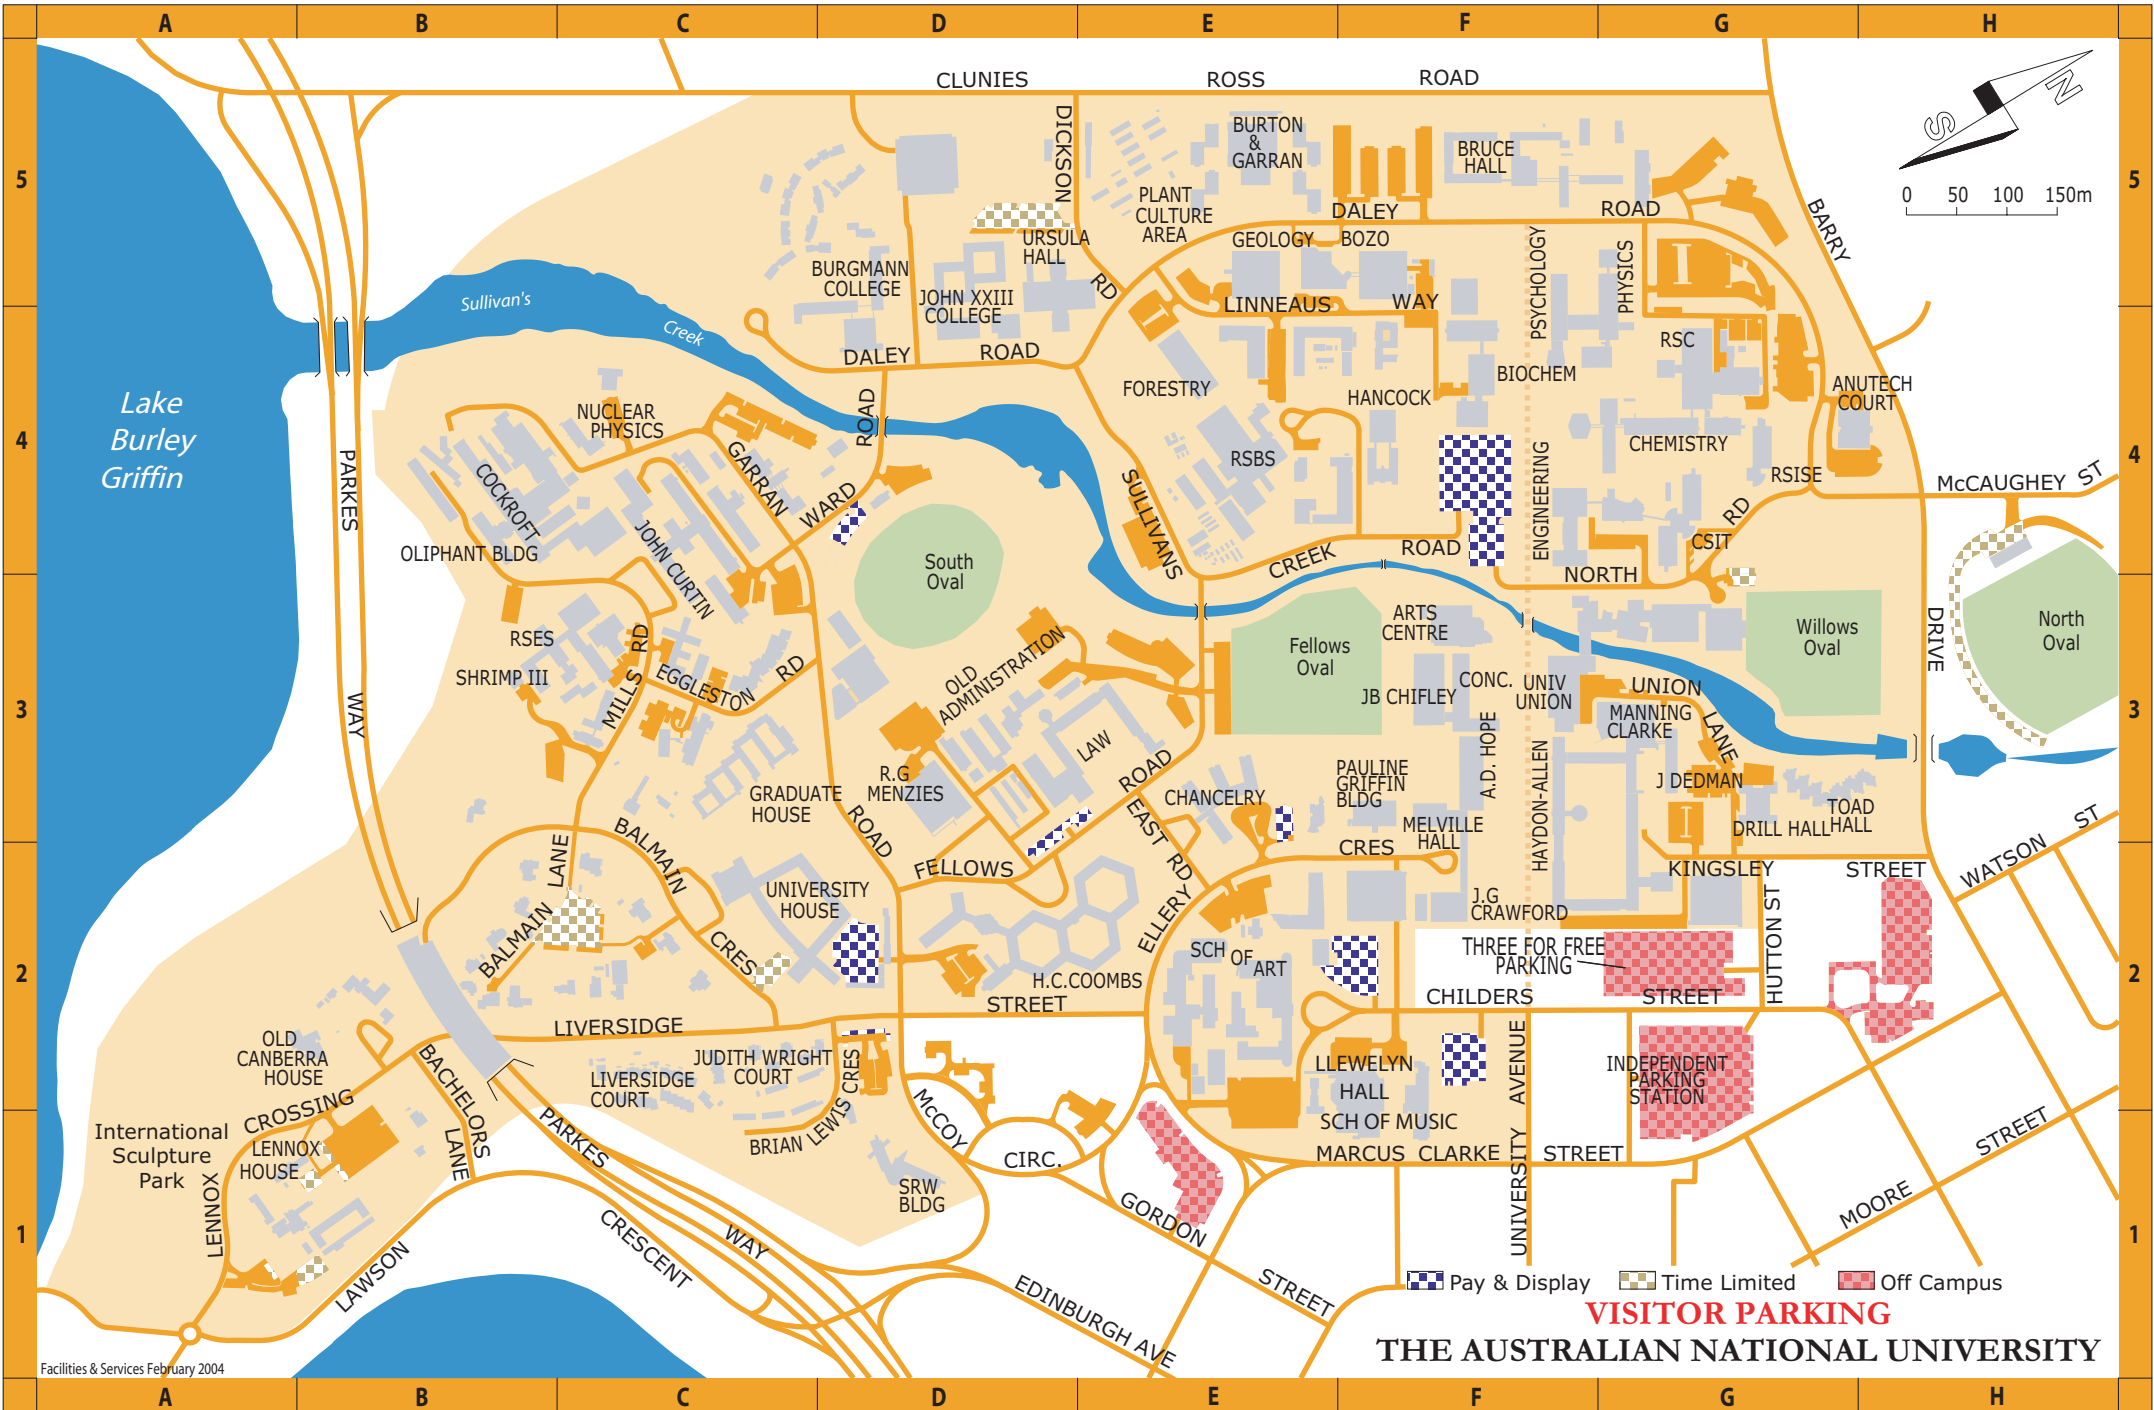 A B C D E F G H
5
4
3
2
1
CLUNIES ROSS ROAD
N
S
0 50 100 150m
DICKSON
RD
BURTON
&
GARRAN
BRUCE
HALL
PLANT
CULTURE
AREA
DALEY ROAD
BARRY
DRIVE
URSULA
HALL
GEOLOGY
BOZO
PSYCHOLOGY
PHYSICS
BURGMANN
COLLEGE
JOHN XXIII
COLLEGE
LINNEAUS WAY
Sullivan's
Creek
RSC
DALEY ROAD
FORESTRY
BIOCHEM
HANCOCK
ANUTECH
COURT
Lake
Burley
Griffin
PARKES
WAY
NUCLEAR
PHYSICS
ROAD
WARD
GARRAN
ROAD
COCKROFT
OLIPHANT BLDG
JOHN CURTIN
RSBS
SULLIVANS
CREEK
ROAD
ENGINEERING
CHEMISTRY
RSISE
RD
CSIT
NORTH
McCAUGHEY ST
South
Oval
RSES
SHRIMP III
MILLS RD
EGGLESTON
RD
OLD
ADMINISTRATION
Fellows
Oval
ARTS
CENTRE
Willows
Oval
North
Oval
JB CHIFLEY
CONC.
UNIV
UNION
UNION
LANE
MANNING
CLARKE
A.D. HOPE
HAYDON-ALLEN
LAW
ROAD
R.G
MENZIES
GRADUATE
HOUSE
CHANCELRY
PAULINE
GRIFFIN
BLDG
J DEDMAN
MELVILLE
HALL
DRILL HALL
TOAD
HALL
EAST RD
FELLOWS
CRES
BALMAIN
CRES
BALMAIN
LANE
UNIVERSITY
HOUSE
KINGSLEY STREET
WATSON ST
J.G
CRAWFORD
HUTTON ST
ELLERY
SCH OF ART
THREE FOR FREE
PARKING
H.C.COOMBS
LIVERSIDGE STREET
CHILDERS STREET
OLD
CANBERRA
HOUSE
LIVERSIDGE
COURT
JUDITH WRIGHT
COURT
BRIAN LEWIS CRES
McCOY
CIRC.
LLEWELYN
HALL
SCH OF MUSIC
UNIVERSITY AVENUE
INDEPENDENT
PARKING
STATION
LENNOX CROSSING
BACHELORS
LANE
PARKES
WAY
International
Sculpture
Park
LENNOX
HOUSE
SRW
BLDG
MARCUS CLARKE STREET
MOORE STREET
GORDON
STREET
LAWSON
CRESCENT
EDINBURGH AVE
Pay & Display
Time Limited
Off Campus
VISITOR PARKING
THE AUSTRALIAN NATIONAL UNIVERSITY
Facilities & Services February 2004
5
4
3
2
1
A B C D E F G H